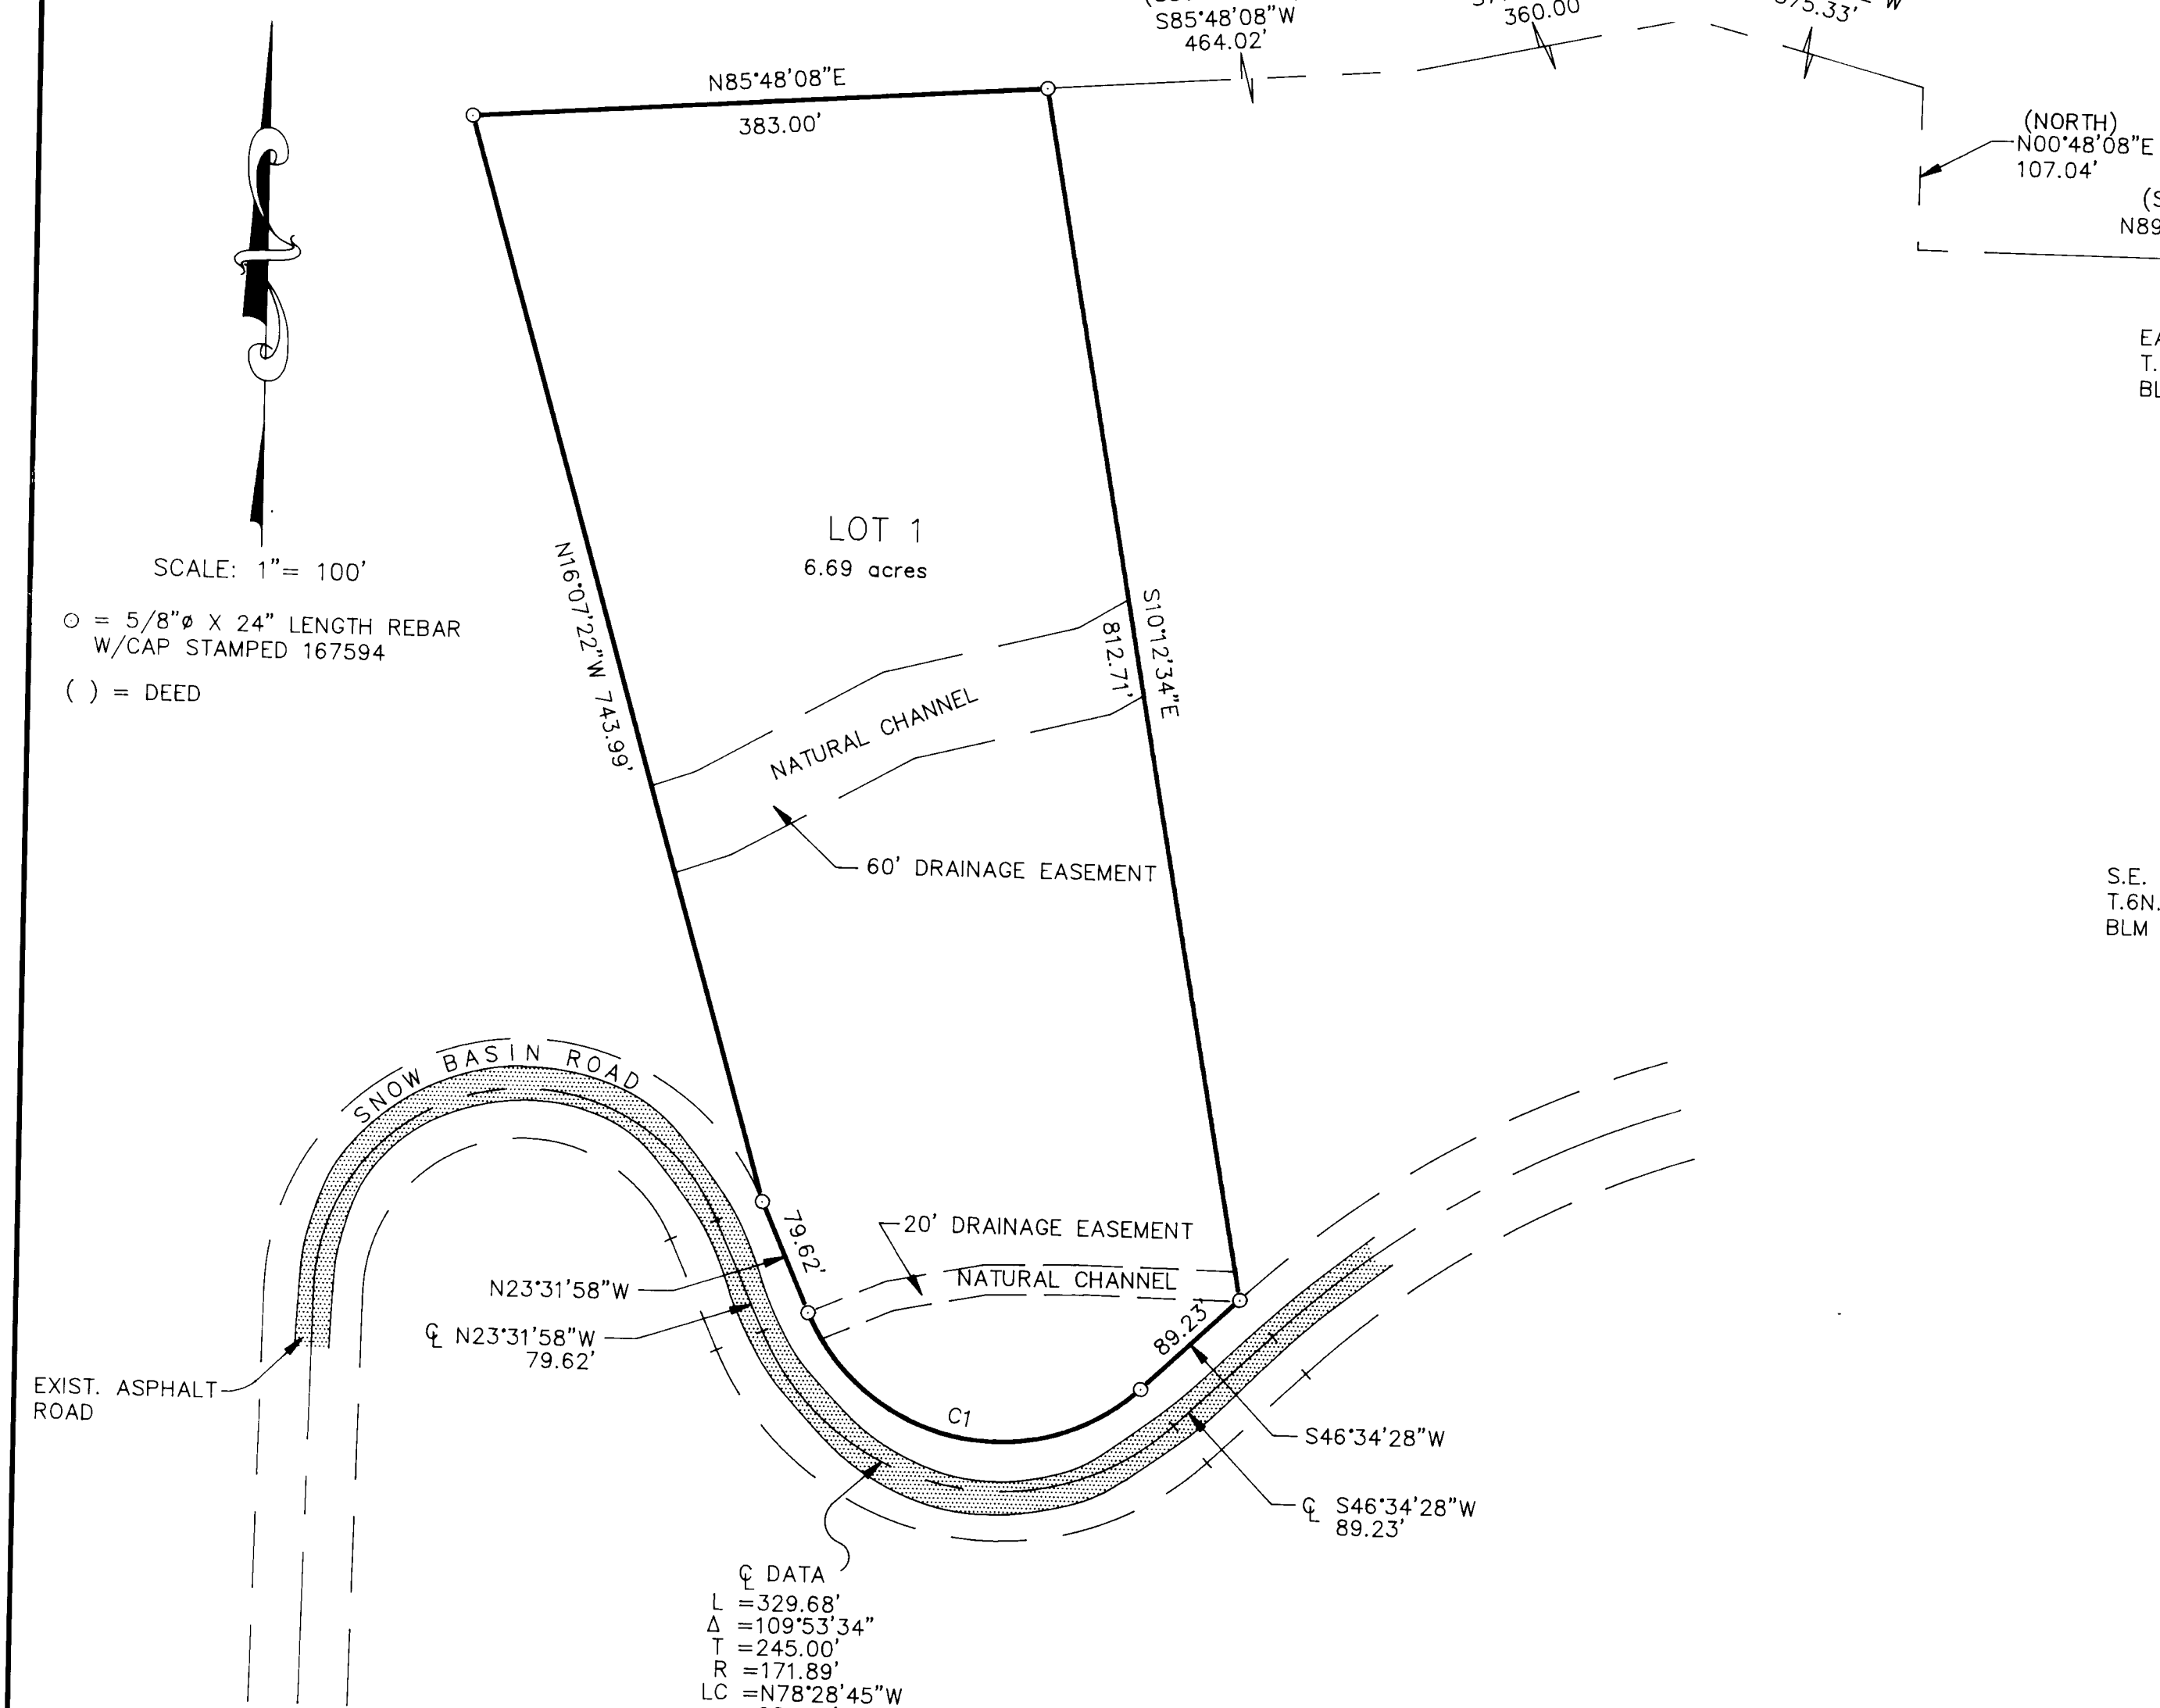 S85°48'08"W
464.02'
360.00
W
N85°48'08"E
383.00'
(NORTH)
N00°48'08"E
107.04'
(S
N89
EA
T.
BL
LOT 1
6.69 acres
SCALE: 1"= 100'
⊙ = 5/8"ø X 24" LENGTH REBAR
W/CAP STAMPED 167594
( ) = DEED
N16°07'22"W 743.99'
S10°12'34"E
812.71'
NATURAL CHANNEL
60' DRAINAGE EASEMENT
S.E.
T.6N.
BLM
SNOW BASIN ROAD
79.62'
20' DRAINAGE EASEMENT
NATURAL CHANNEL
N23°31'58"W
℄ N23°31'58"W
79.62'
89.23'
EXIST. ASPHALT
ROAD
C1
S46°34'28"W
℄ S46°34'28"W
89.23'
℄ DATA
L =329.68'
Δ =109°53'34"
T =245.00'
R =171.89'
LC =N78°28'45"W